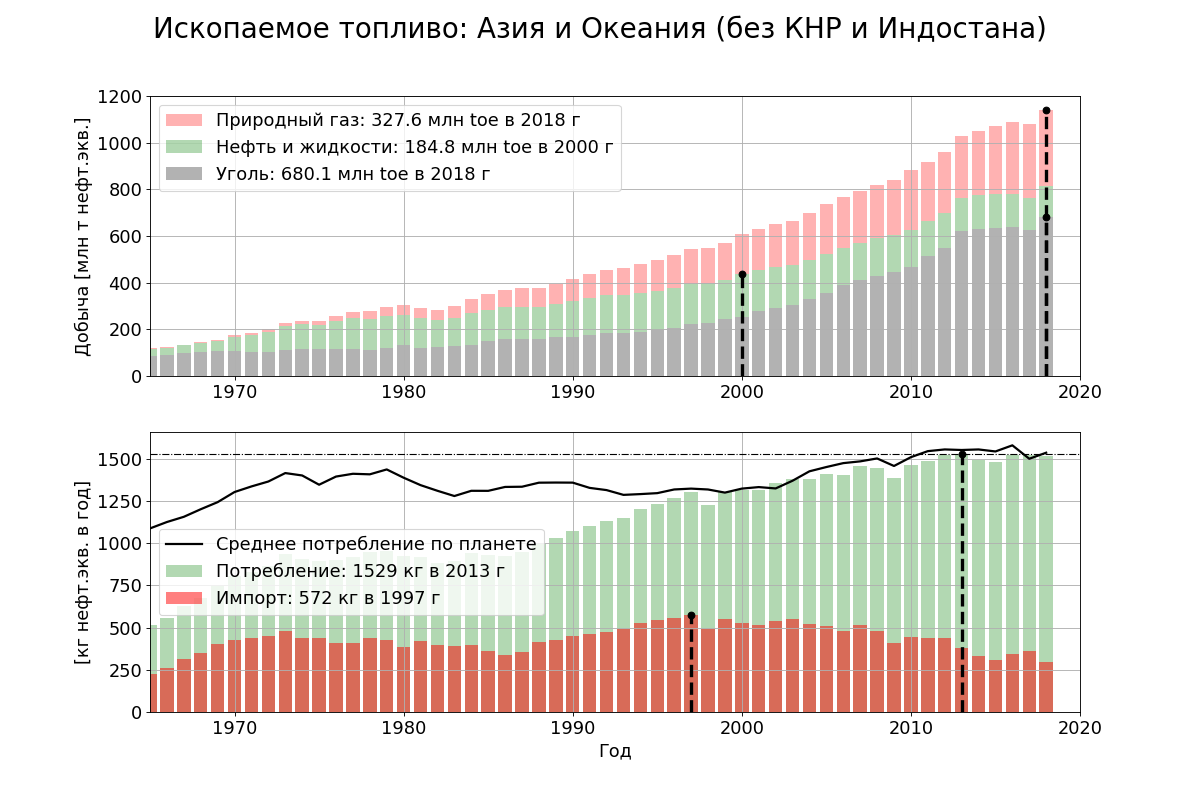 Ископаемое топливо: Азия и Океания (без КНР и Индостана)
Добыча [млн т нефт.экв.]
1200
1000
800
600
400
200
0
Природный газ: 327.6 млн toe в 2018 г
Нефть и жидкости: 184.8 млн toe в 2000 г
Уголь: 680.1 млн toe в 2018 г
1970 1980 1990 2000 2010 2020
[кг нефт.экв. в год]
1500
1250
1000
750
500
250
0
Среднее потребление по планете
Потребление: 1529 кг в 2013 г
Импорт: 572 кг в 1997 г
1970 1980 1990 2000 2010 2020
Год